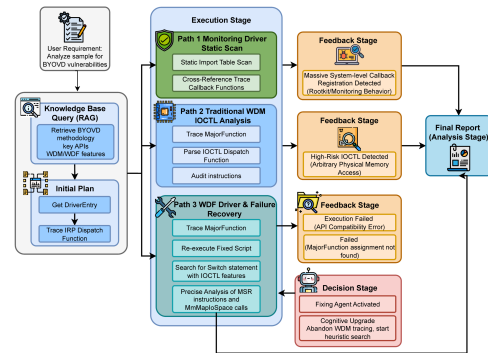 User Requirement:
Analyze sample for
BYOVD vulnerabilities
Knowledge Base
Query (RAG)
Retrieve BYOVD
methodology
key APIs
WDM/WDF features
Initial Plan
Get DriverEntry
Trace IRP Dispatch
Function
Execution Stage
Path 1 Monitoring Driver
Static Scan
Static Import Table Scan
Cross-Reference Trace
Callback Functions
Path 2 Traditional WDM
IOCTL Analysis
Trace MajorFunction
Parse IOCTL Dispatch
Function
Audit instructions
Path 3 WDF Driver & Failure
Recovery
Trace MajorFunction
Re-execute Fixed Script
Search for Switch statement
with IOCTL features
Precise Analysis of MSR
instructions and
MmMapIoSpace calls
Feedback Stage
Massive System-level Callback
Registration Detected
(Rootkit/Monitoring Behavior)
Feedback Stage
High-Risk IOCTL Detected
(Arbitrary Physical Memory
Access)
Feedback Stage
Execution Failed
(API Compatibility Error)
Failed
(MajorFunction assignment not
found)
Decision Stage
Fixing Agent Activated
Cognitive Upgrade
Abandon WDM tracing, start
heuristic search
Final Report
(Analysis Stage)